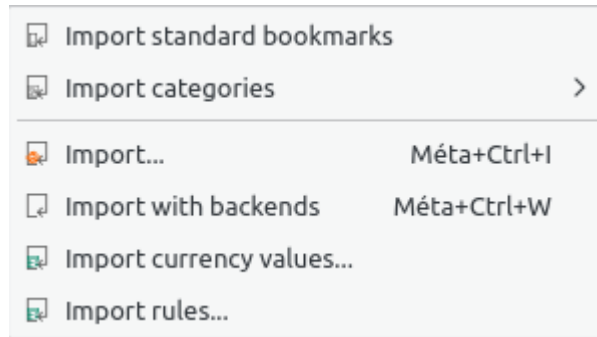 Import standard bookmarks
Import categories
Import... Méta+Ctrl+I
Import with backends Méta+Ctrl+W
Import currency values...
Import rules...